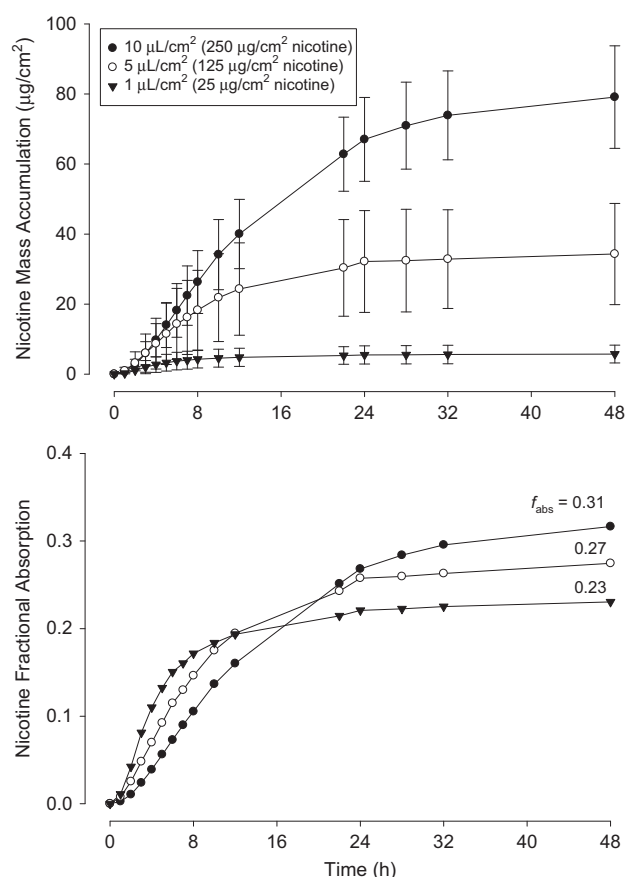 100
80
60
40
20
0
Nicotine Mass Accumulation (μg/cm²)
10 μL/cm² (250 μg/cm² nicotine)
5 μL/cm² (125 μg/cm² nicotine)
1 μL/cm² (25 μg/cm² nicotine)
0 8 16 24 32 40 48
0.4
0.3
0.2
0.1
0.0
Nicotine Fractional Absorption
fabs = 0.31
0.27
0.23
0 8 16 24 32 40 48
Time (h)